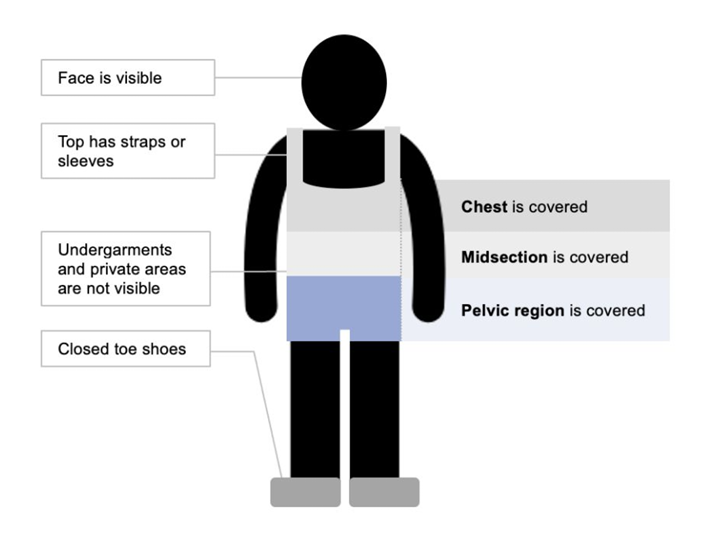 Face is visible
Top has straps or
sleeves
Chest is covered
Undergarments
and private areas
are not visible
Midsection is covered
Pelvic region is covered
Closed toe shoes